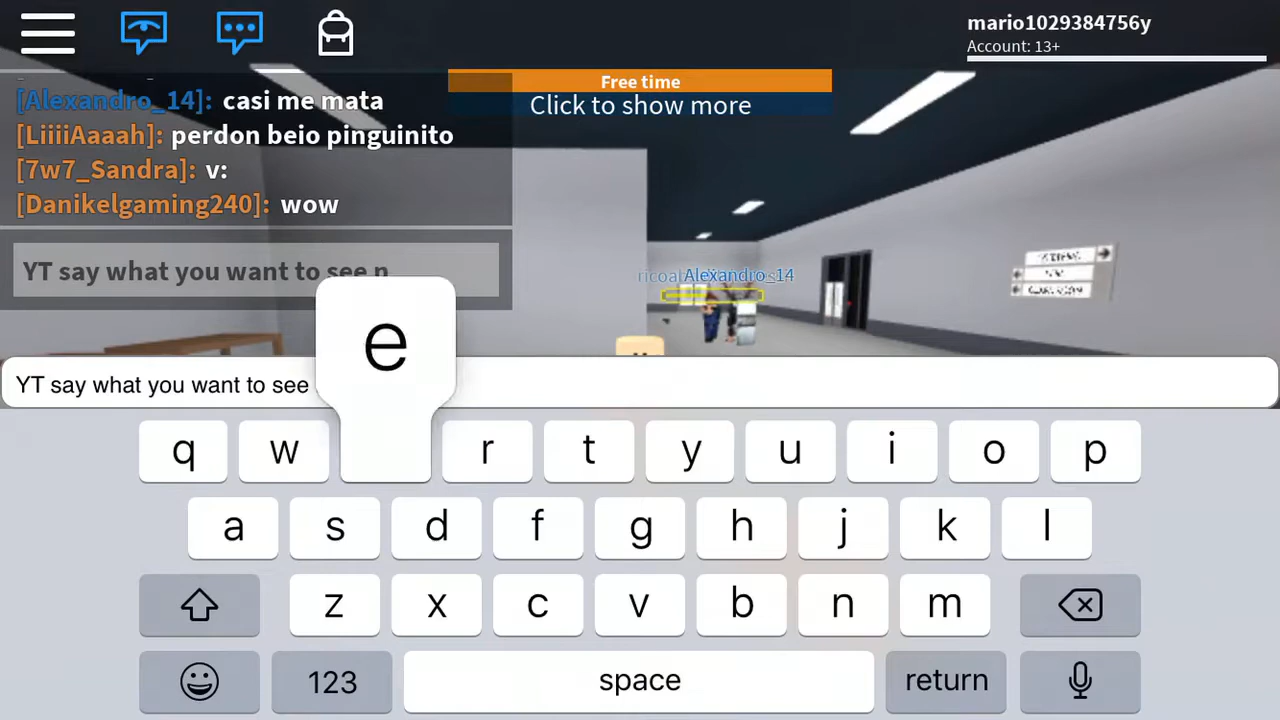 mario1029384756y
Account: 13+
Free time
Click to show more
[Alexandro_14]: casi me mata
[LiiiiAaaah]: perdon beio pinguinito
[7w7_Sandra]: v:
[Danikelgaming240]: wow
YT say what you want to see n
Alexandro_14
YT say what you want to see
e
q w r t y u i o p
a s d f g h j k l
z x c v b n m
123 space return